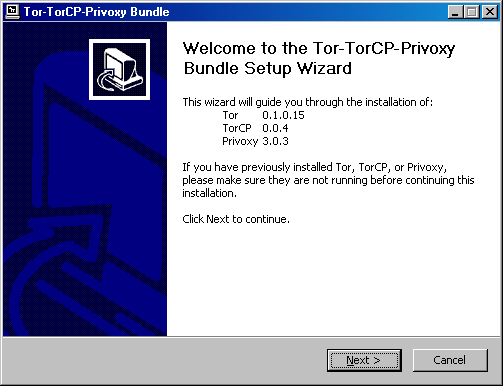 Tor-TorCP-Privoxy Bundle
Welcome to the Tor-TorCP-Privoxy
Bundle Setup Wizard
This wizard will guide you through the installation of:
Tor 0.1.0.15
TorCP 0.0.4
Privoxy 3.0.3
If you have previously installed Tor, TorCP, or Privoxy,
please make sure they are not running before continuing this
installation.
Click Next to continue.
Next >
Cancel